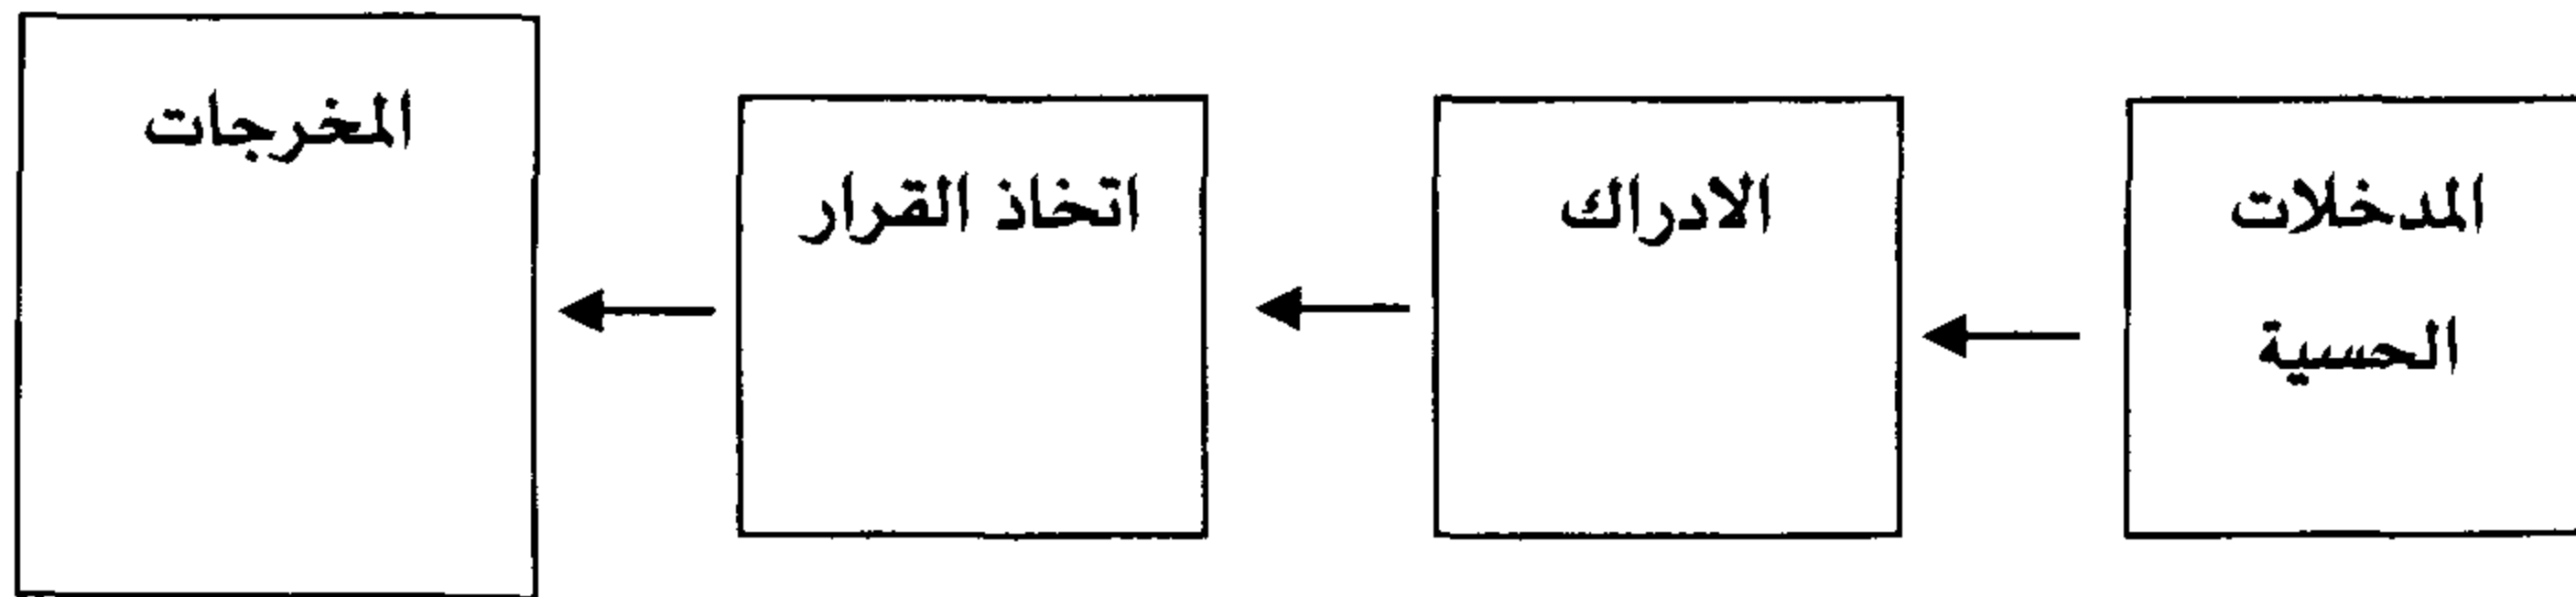 المدخلات
الحسية
الادراك
اتخاذ القرار
المخرجات